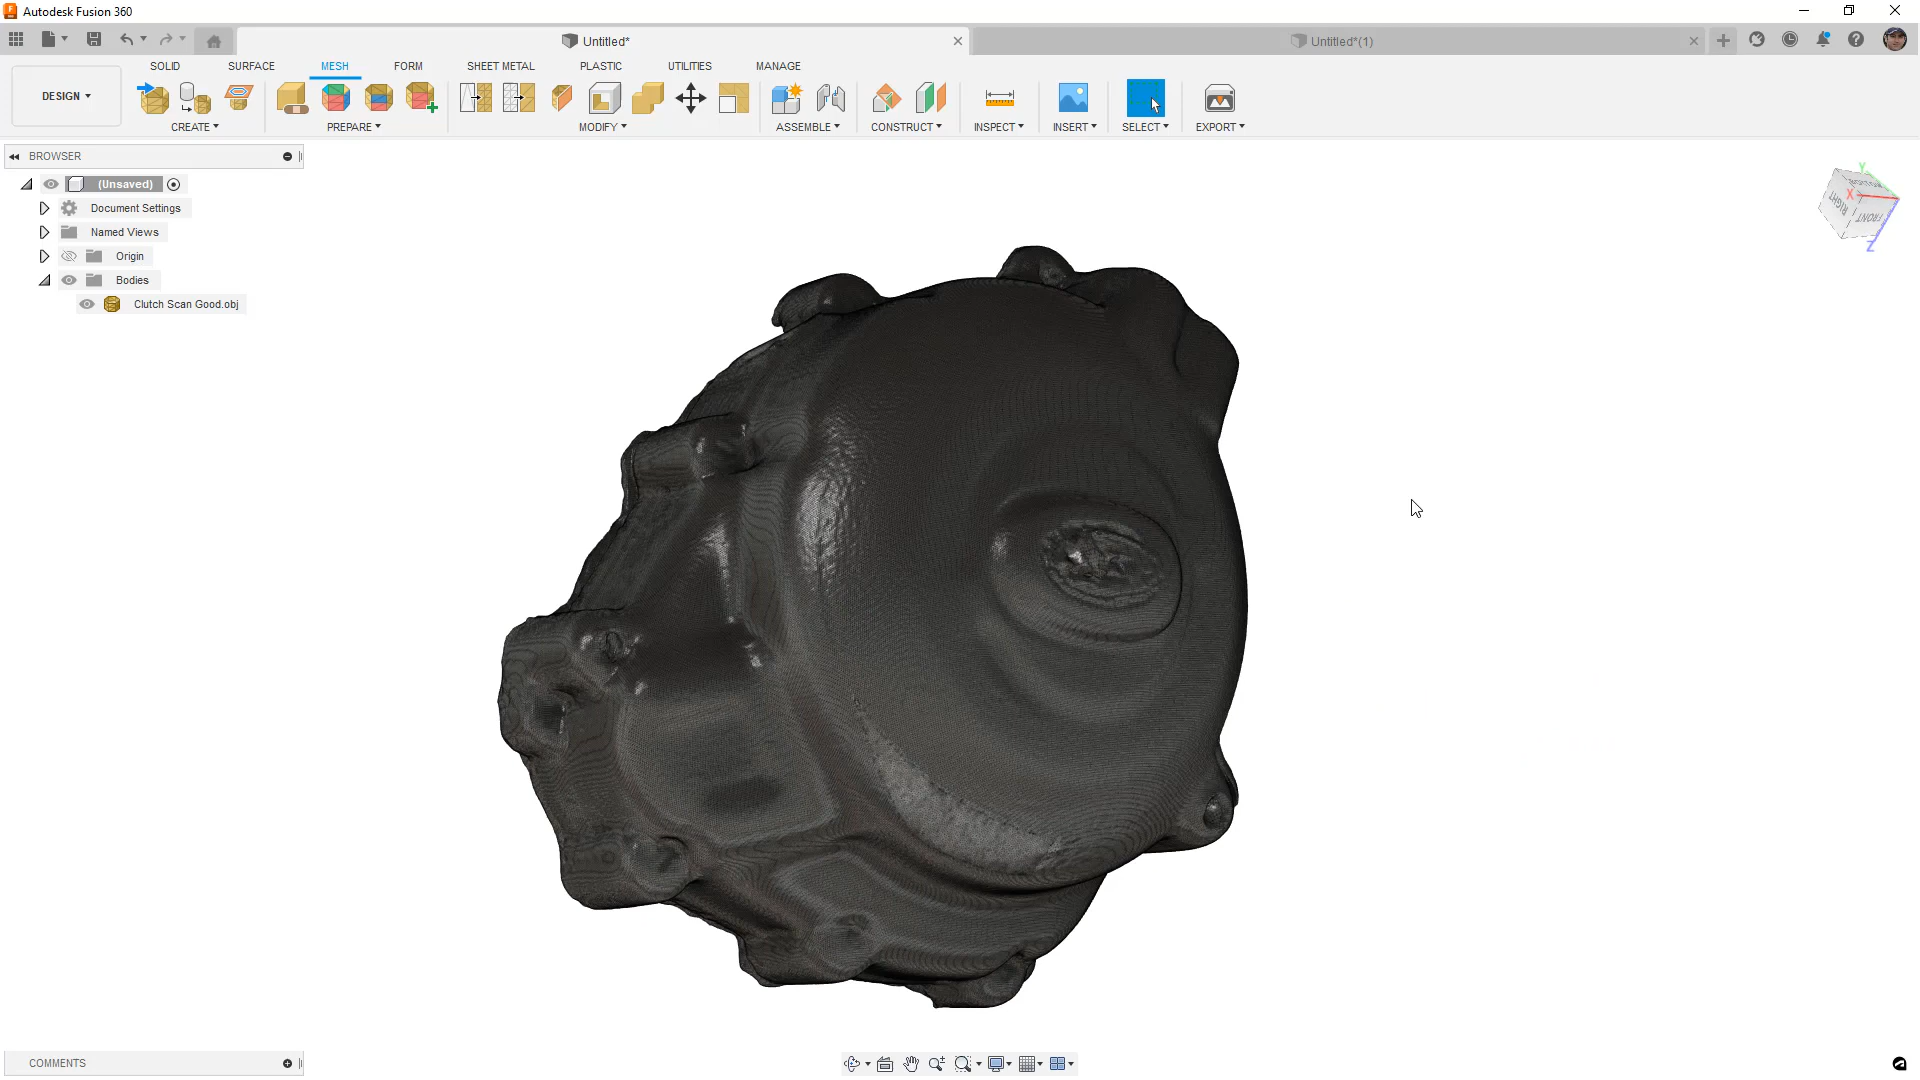 Autodesk Fusion 360
Untitled*
Untitled*(1)
SOLID SURFACE MESH FORM SHEET METAL PLASTIC UTILITIES MANAGE
DESIGN
CREATE PREPARE MODIFY ASSEMBLE CONSTRUCT INSPECT INSERT SELECT EXPORT
BROWSER
(Unsaved)
Document Settings
Named Views
Origin
Bodies
Clutch Scan Good.obj
Y
X
RIGHT
FRONT
Z
COMMENTS